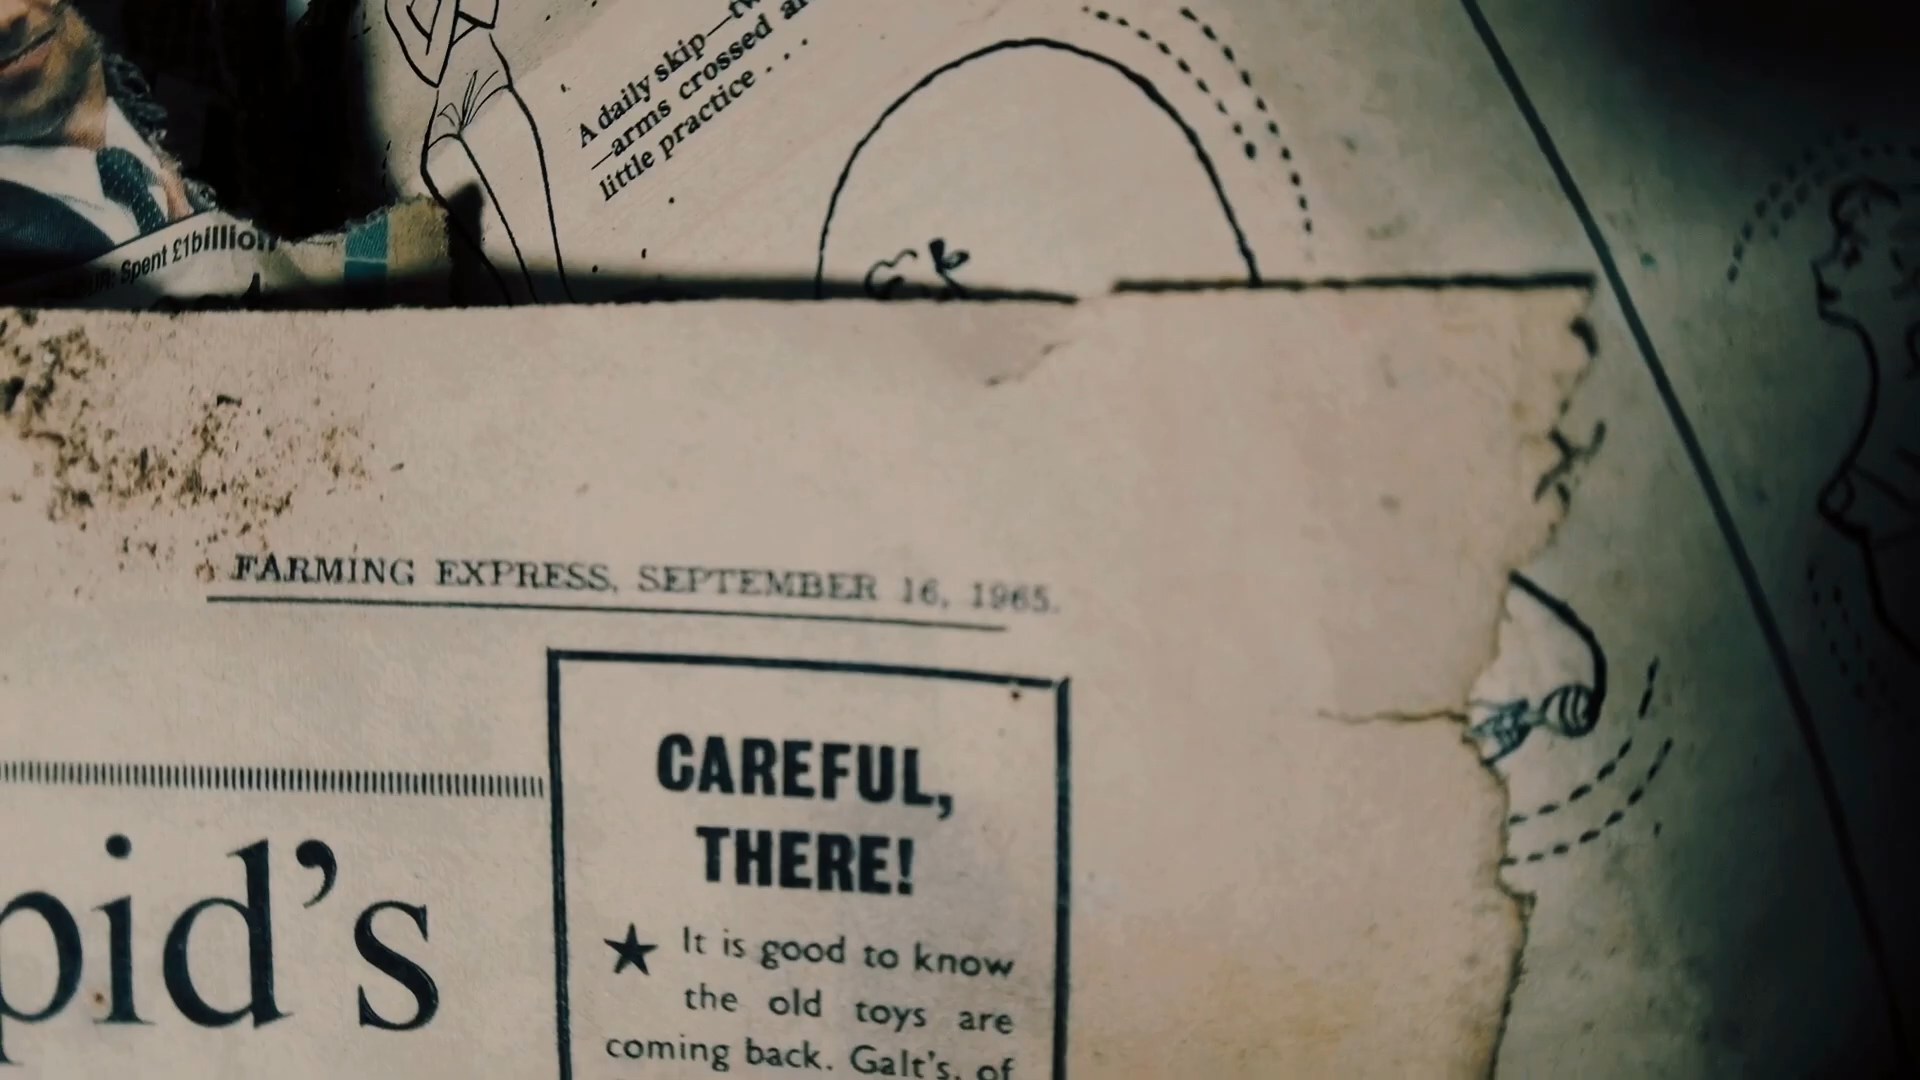 A daily skip—
—arms crossed
little practice . . .
Spent £1billion
FARMING EXPRESS, SEPTEMBER 16, 1965.
CAREFUL,
THERE!
pid's
★ It is good to know
the old toys are
coming back. Galt's, of